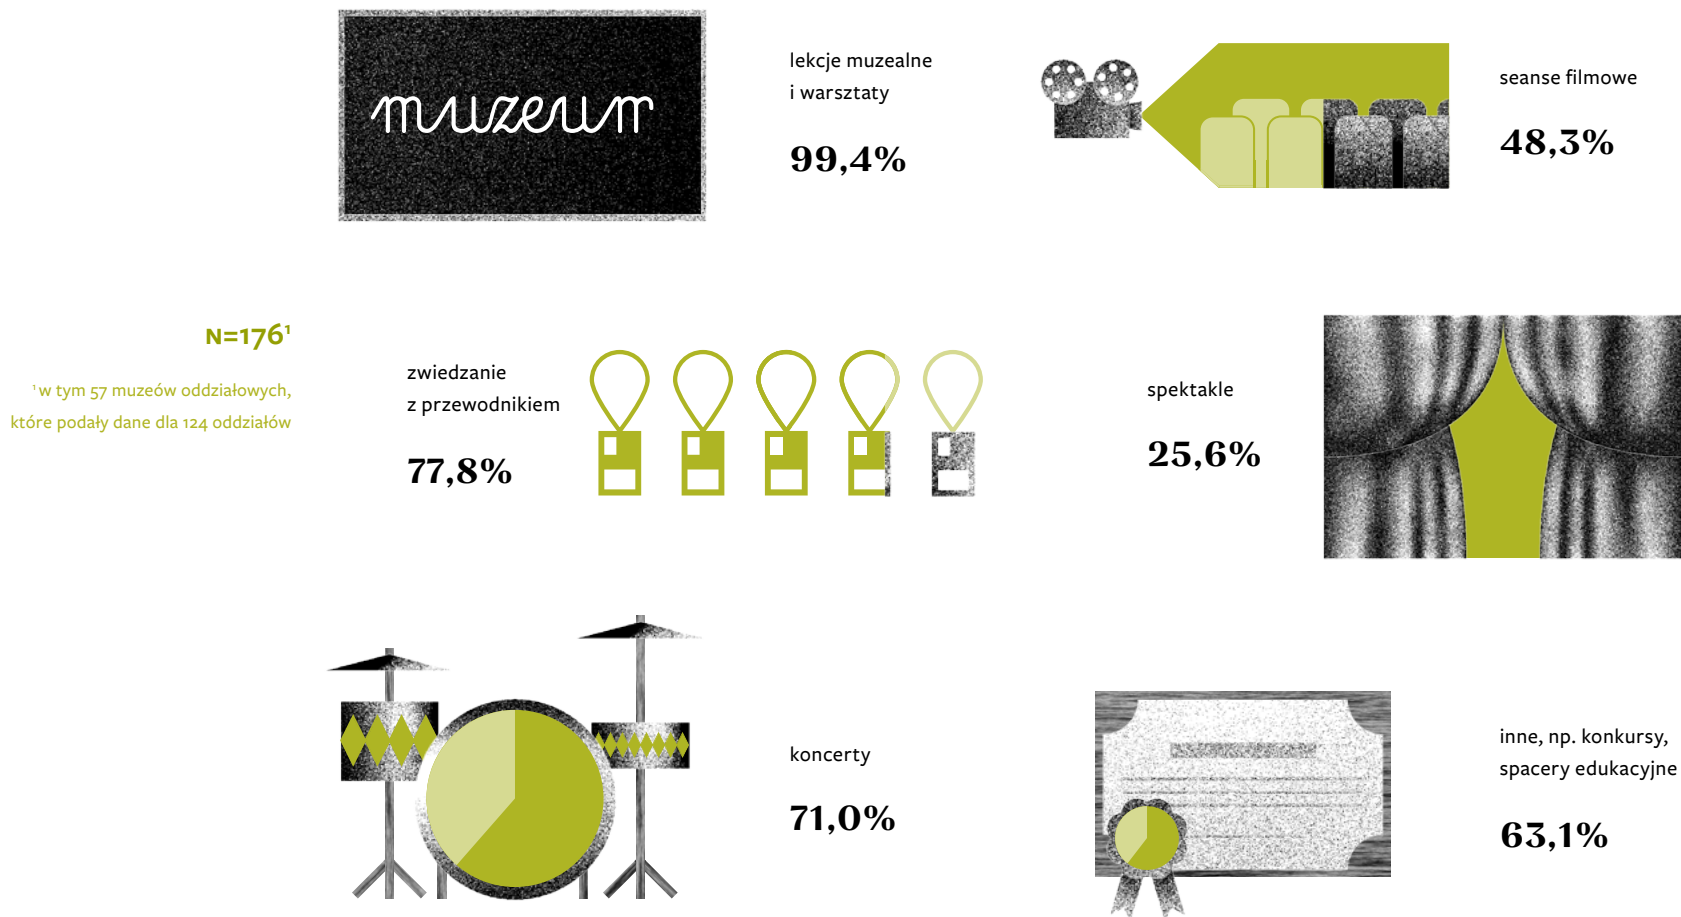 muzeum
lekcje muzealne
i warsztaty
99,4%
seanse filmowe
48,3%
N=176¹
¹ w tym 57 muzeów oddziałowych,
które podały dane dla 124 oddziałów
zwiedzanie
z przewodnikiem
77,8%
spektakle
25,6%
koncerty
71,0%
inne, np. konkursy,
spacery edukacyjne
63,1%